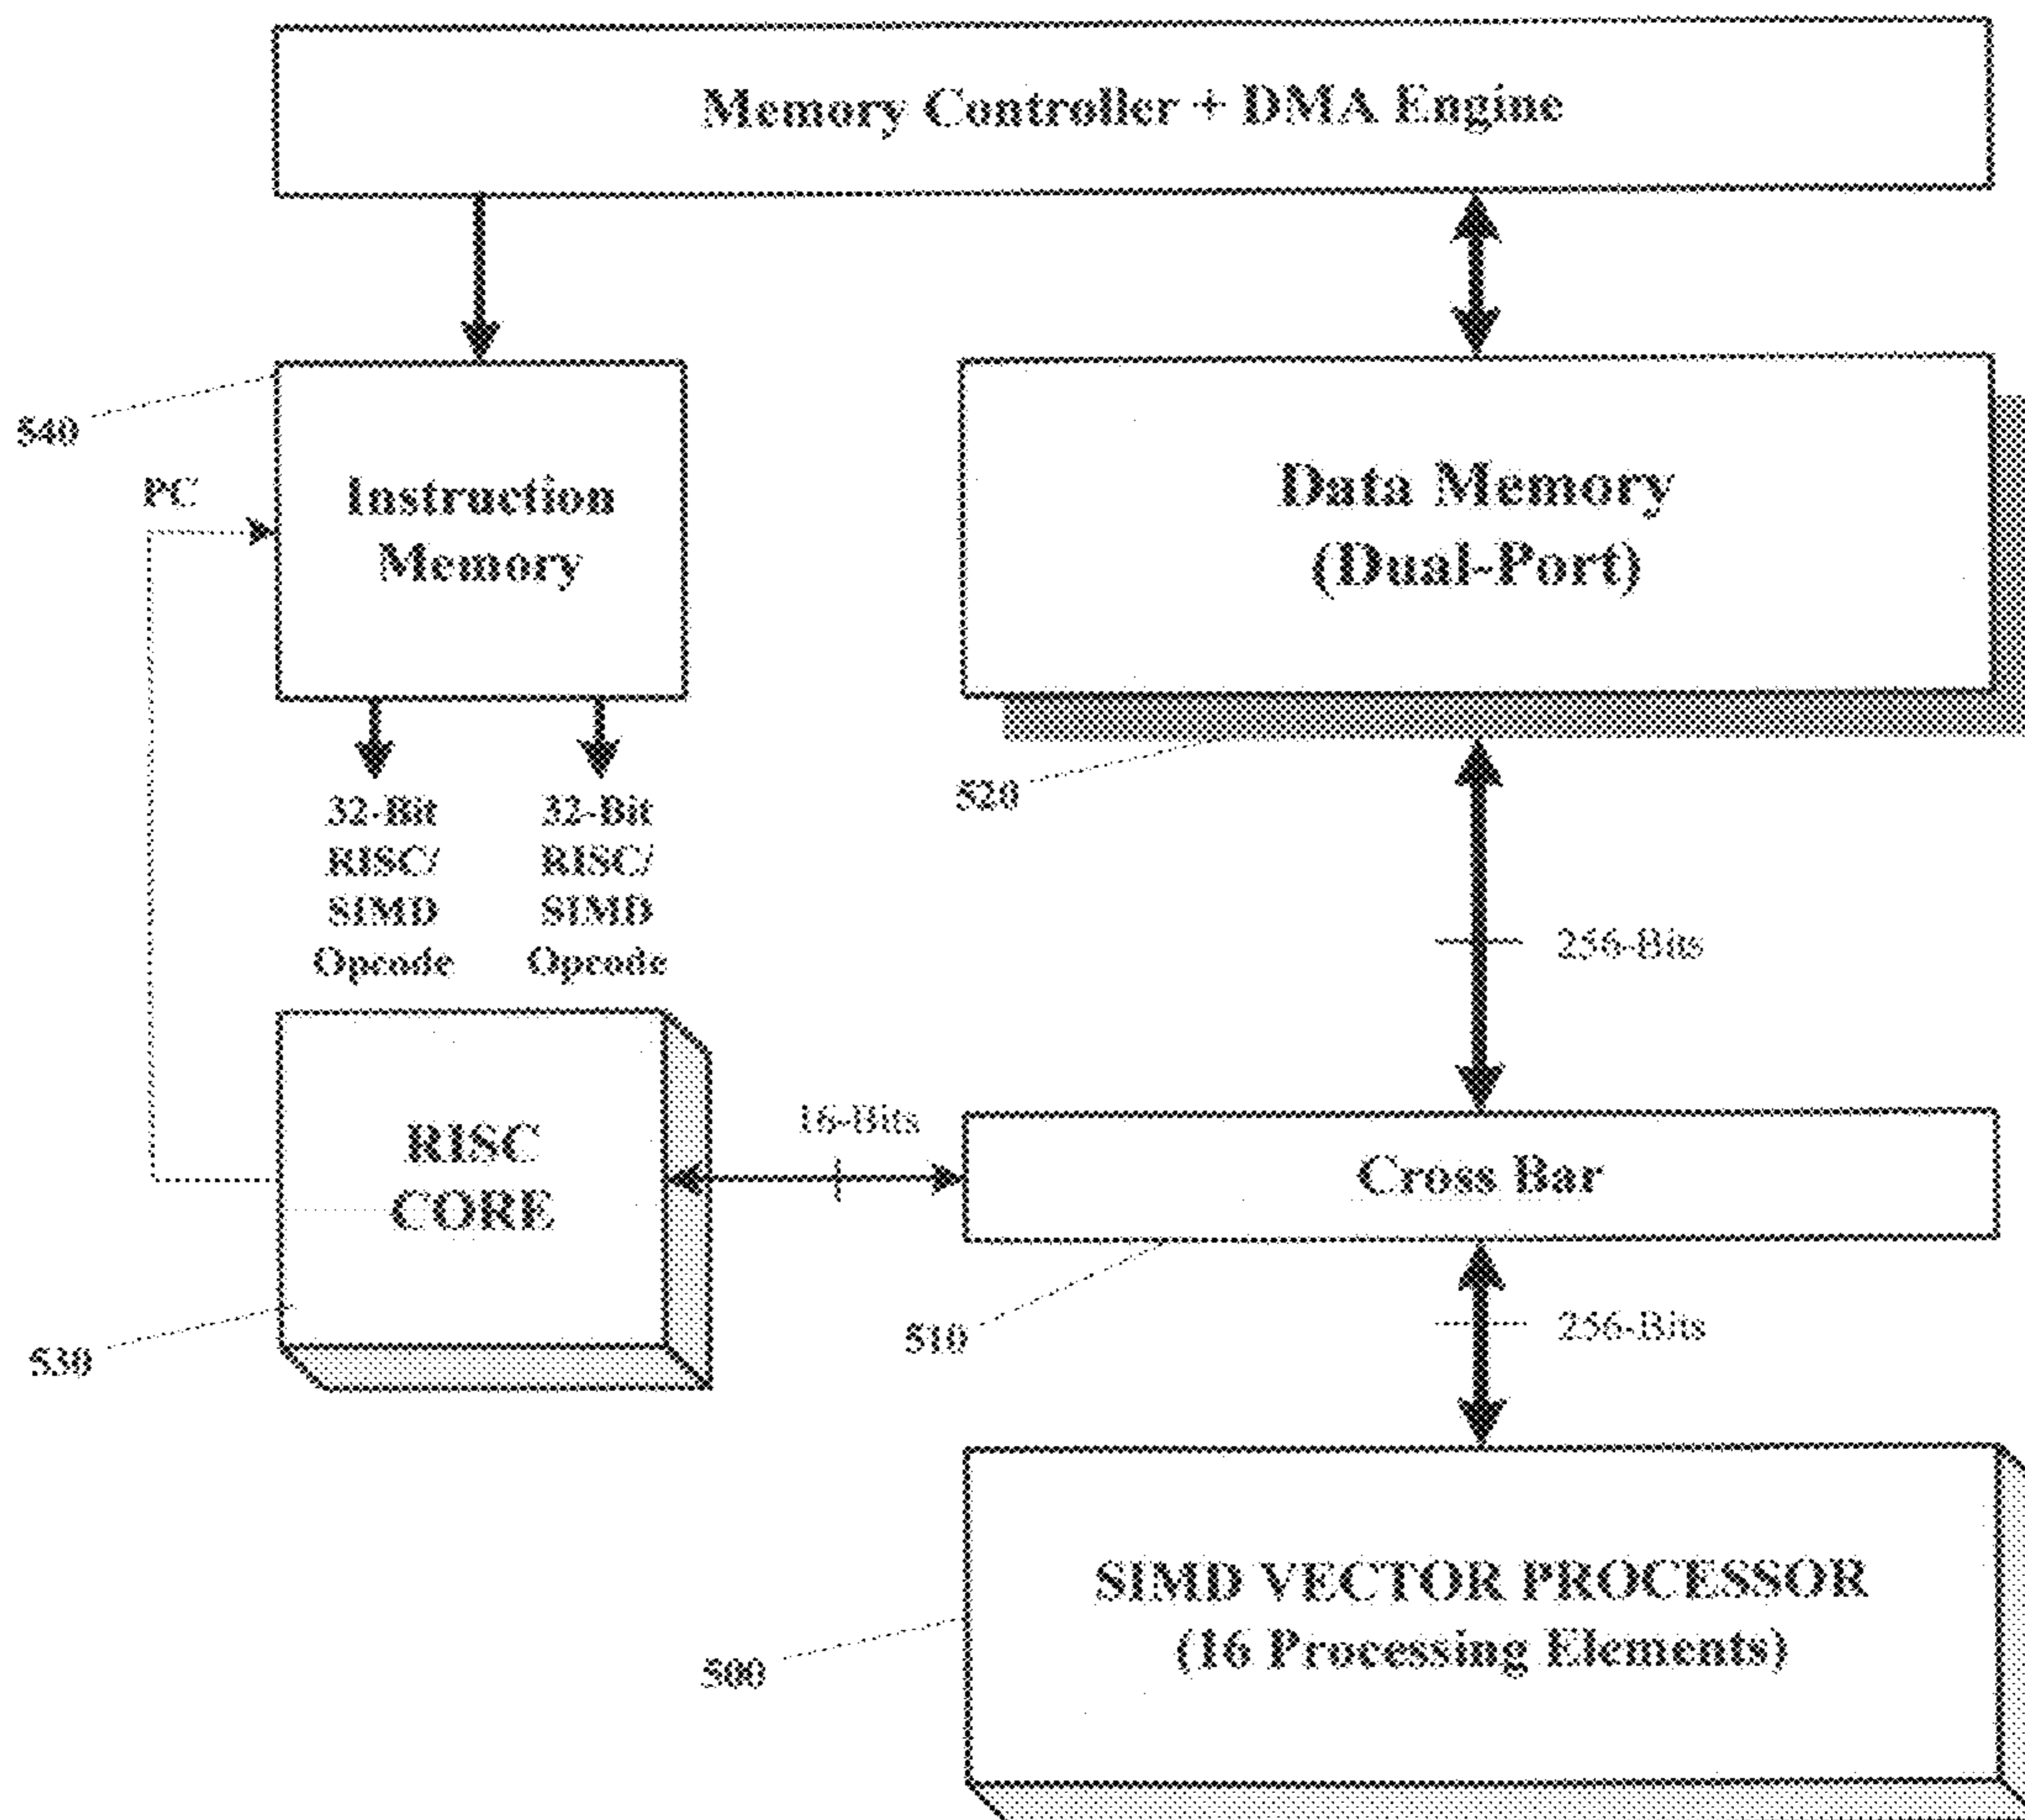 Memory Controller + DMA Engine
540
PC
Instruction
Memory
Data Memory
(Dual-Port)
520
32-Bit
RISC/
SIMD
Opcode
32-Bit
RISC/
SIMD
Opcode
256-Bits
RISC
CORE
16-Bits
Cross Bar
530
510
256-Bits
SIMD VECTOR PROCESSOR
(16 Processing Elements)
500